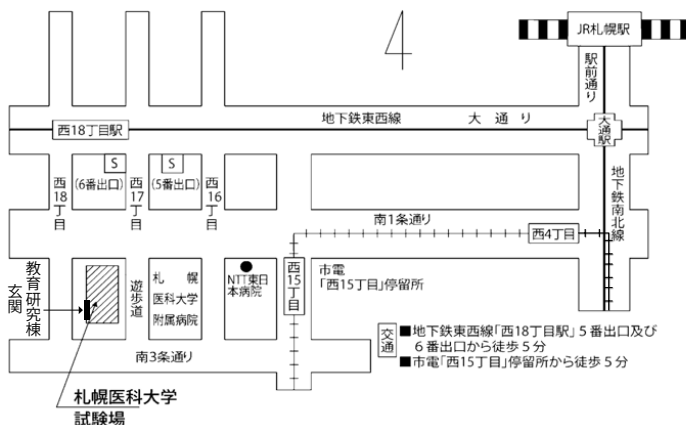 JR札幌駅
駅前通り
地下鉄東西線 大通り
西18丁目駅
大通駅
S
S
(6番出口)
(5番出口)
西18丁目
西17丁目
西16丁目
地下鉄南北線
南1条通り
西4丁目
教育研究棟
玄関
遊歩道
札幌
医科大学
附属病院
NTT東日
本病院
西15丁目
市電
「西15丁目」停留所
南3条通り
交通
■地下鉄東西線「西18丁目駅」5番出口及び
6番出口から徒歩5分
■市電「西15丁目」停留所から徒歩5分
札幌医科大学
試験場